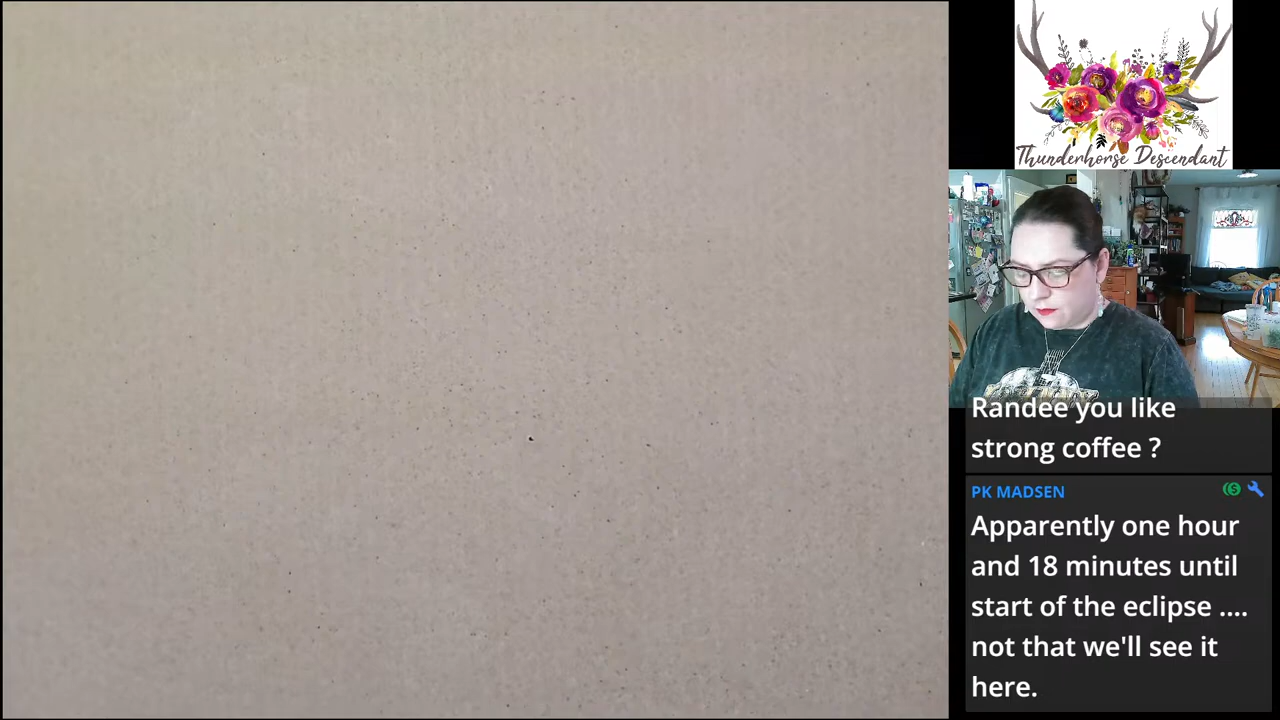 Thunderhorse Descendant
Randee you like
strong coffee ?
PK MADSEN
Apparently one hour
and 18 minutes until
start of the eclipse ....
not that we'll see it
here.